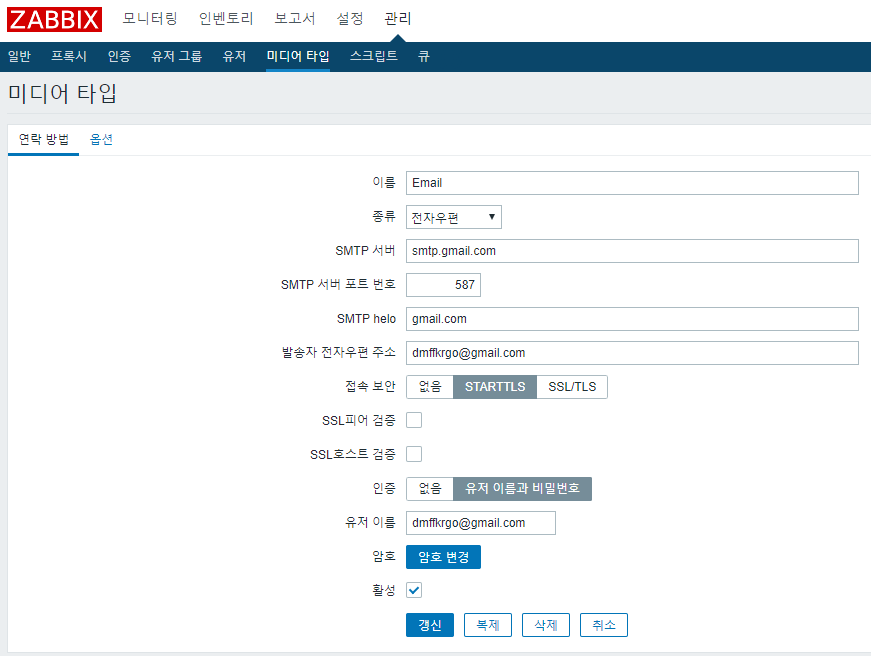 ZABBIX 모니터링 인벤토리 보고서 설정 관리
일반 프록시 인증 유저 그룹 유저 미디어 타입 스크립트 큐
미디어 타입
연락 방법 옵션
이름 Email
종류 전자우편
SMTP 서버 smtp.gmail.com
SMTP 서버 포트 번호 587
SMTP helo gmail.com
발송자 전자우편 주소 dmffkrgo@gmail.com
접속 보안 없음 STARTTLS SSL/TLS
SSL피어 검증
SSL호스트 검증
인증 없음 유저 이름과 비밀번호
유저 이름 dmffkrgo@gmail.com
암호 암호 변경
활성
갱신 복제 삭제 취소